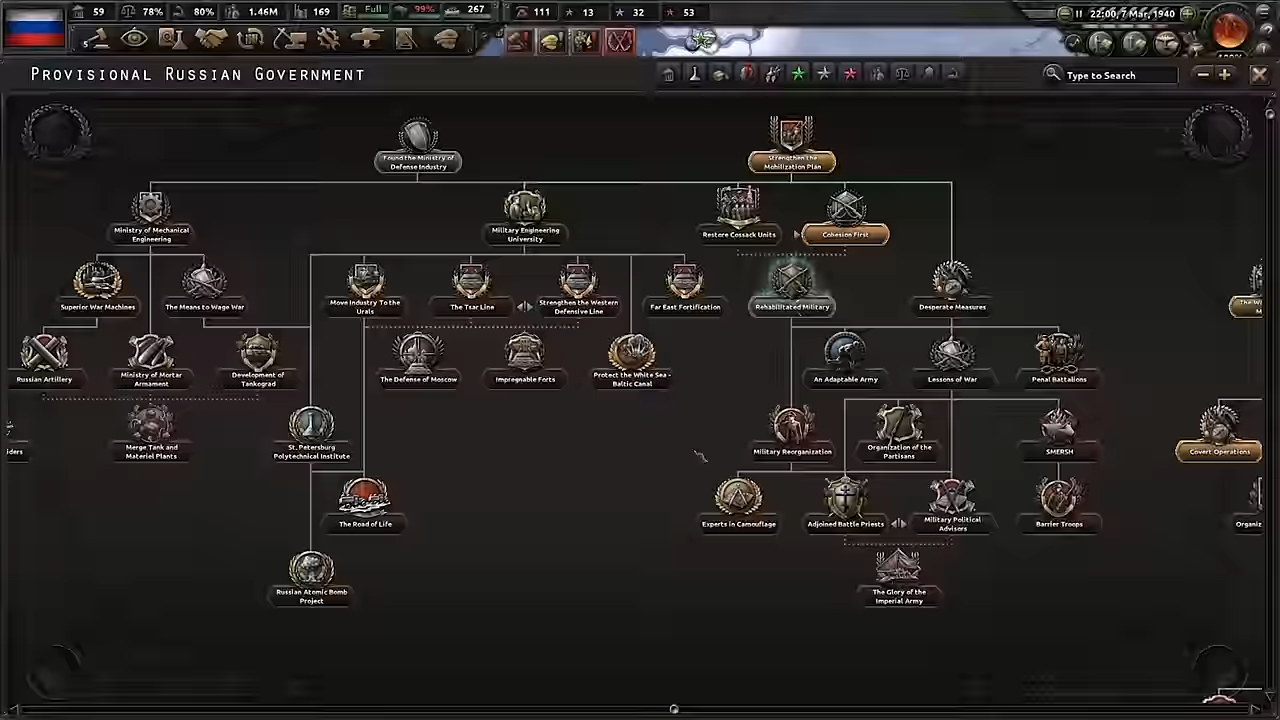 59 78% 80% 1.46M 169 Full 99% 267 111 13 32 53
22:00, 7 Mar, 1940
5
PROVISIONAL RUSSIAN GOVERNMENT
Type to Search
Found the Ministry of
Defense Industry
Strengthen the
Mobilization Plan
Ministry of Mechanical
Engineering
Military Engineering
University
Restore Cossack Units
Cohesion First
Superior War Machines
The Means to Wage War
Move Industry To the
Urals
The Tsar Line
Strengthen the Western
Defensive Line
Far East Fortification
Rehabilitated Military
Desperate Measures
Russian Artillery
Ministry of Mortar
Armament
Development of
Tankograd
The Defense of Moscow
Impregnable Forts
Protect the White Sea -
Baltic Canal
An Adaptable Army
Lessons of War
Penal Battalions
iders
Merge Tank and
Materiel Plants
St. Petersburg
Polytechnical Institute
Military Reorganization
Organization of the
Partisans
SMERSH
Covert Operations
The Road of Life
Experts in Camouflage
Adjoined Battle Priests
Military Political
Advisors
Barrier Troops
Organiz
Russian Atomic Bomb
Project
The Glory of the
Imperial Army